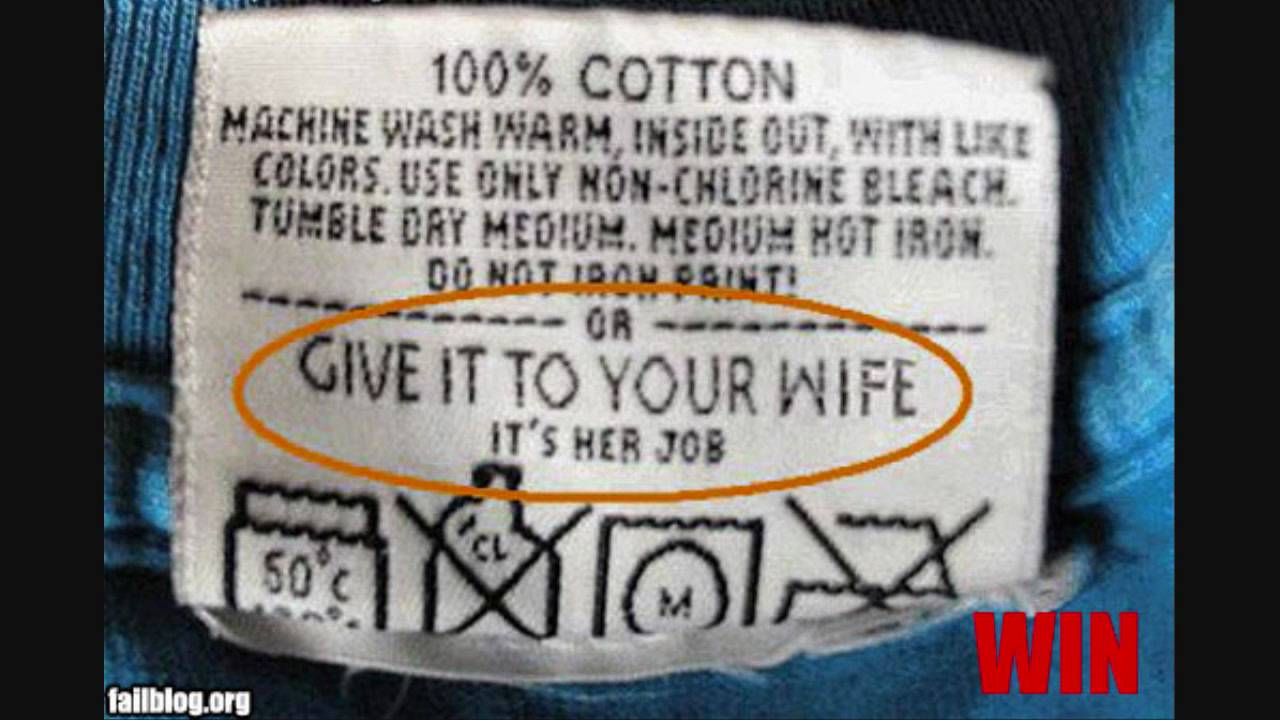 100% COTTON
MACHINE WASH WARM, INSIDE OUT, WITH LIKE
COLORS. USE ONLY NON-CHLORINE BLEACH.
TUMBLE DRY MEDIUM. MEDIUM HOT IRON.
DO NOT IRON PRINT!
------------------ OR ------------------
GIVE IT TO YOUR WIFE
IT'S HER JOB
50°C
CL
M
WIN
failblog.org